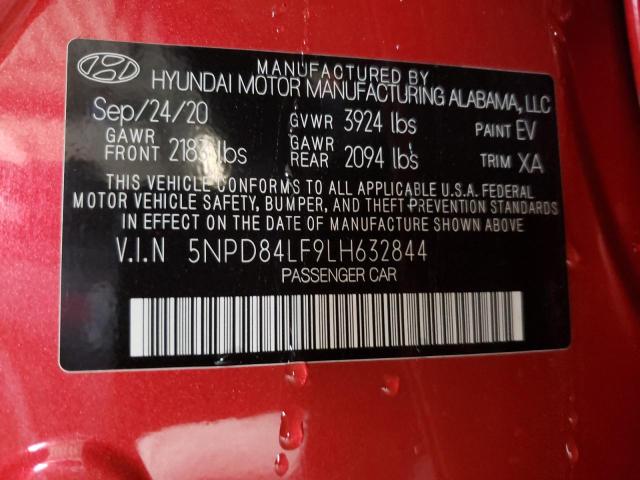 MANUFACTURED BY
HYUNDAI MOTOR MANUFACTURING ALABAMA, LLC
Sep/24/20 GVWR 3924 lbs PAINT EV
GAWR FRONT 2183 lbs GAWR REAR 2094 lbs TRIM XA
THIS VEHICLE CONFORMS TO ALL APPLICABLE U.S.A. FEDERAL
MOTOR VEHICLE SAFETY, BUMPER, AND THEFT PREVENTION STANDARDS
IN EFFECT ON THE DATE OF MANUFACTURE SHOWN ABOVE
V.I.N 5NPD84LF9LH632844
PASSENGER CAR